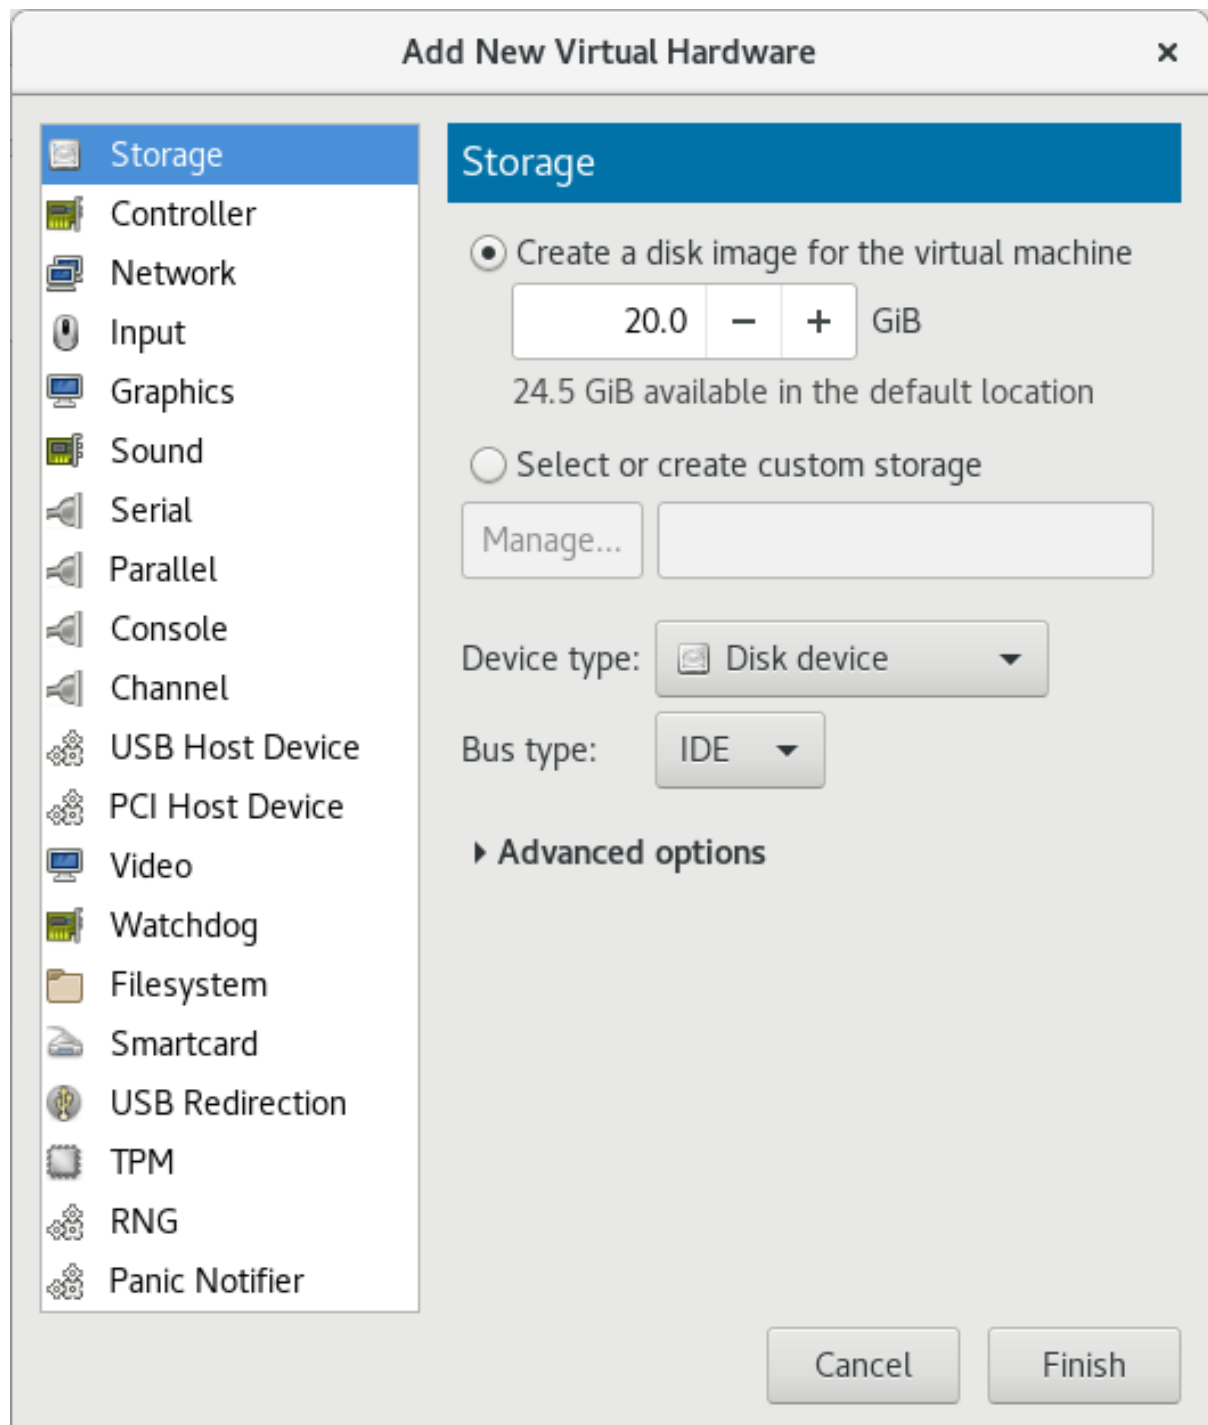 Add New Virtual Hardware
Storage
Controller
Network
Input
Graphics
Sound
Serial
Parallel
Console
Channel
USB Host Device
PCI Host Device
Video
Watchdog
Filesystem
Smartcard
USB Redirection
TPM
RNG
Panic Notifier
Storage
Create a disk image for the virtual machine
20.0 − + GiB
24.5 GiB available in the default location
Select or create custom storage
Manage...
Device type: Disk device
Bus type: IDE
Advanced options
Cancel Finish